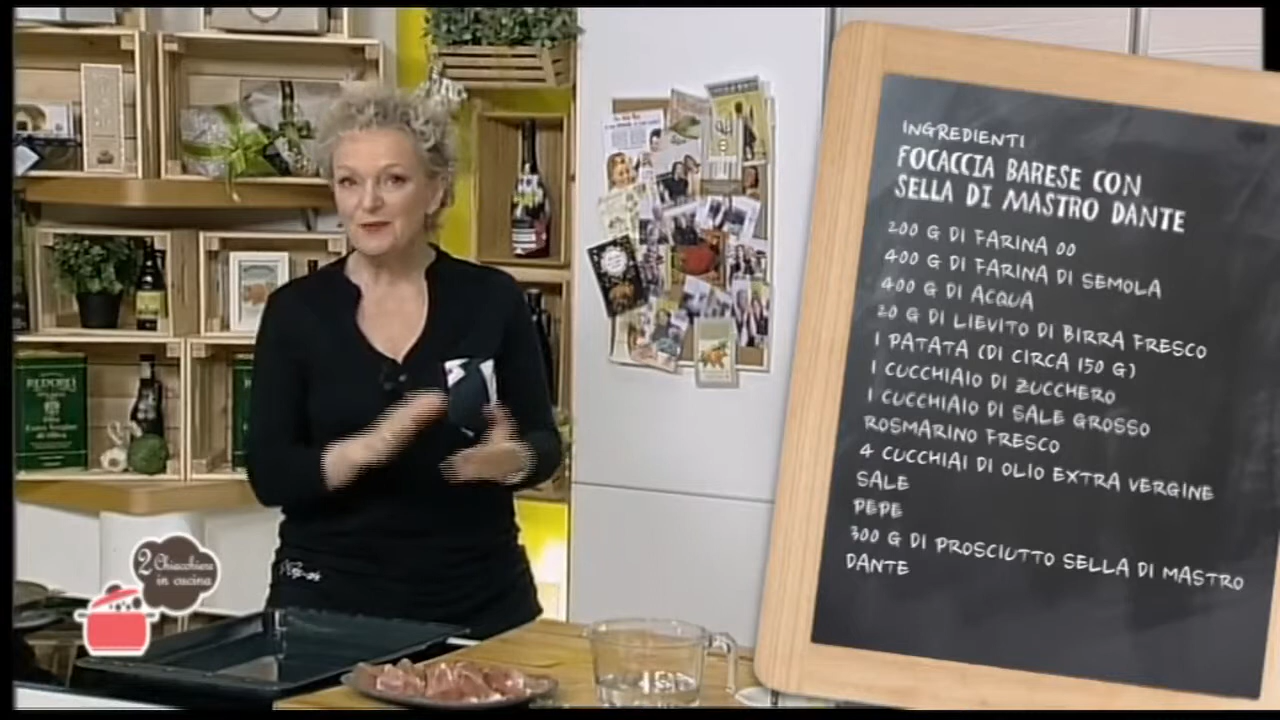 INGREDIENTI
FOCACCIA BARESE CON
SELLA DI MASTRO DANTE
200 G DI FARINA 00
400 G DI FARINA DI SEMOLA
400 G DI ACQUA
20 G DI LIEVITO DI BIRRA FRESCO
1 PATATA (DI CIRCA 150 G)
1 CUCCHIAIO DI ZUCCHERO
1 CUCCHIAIO DI SALE GROSSO
ROSMARINO FRESCO
4 CUCCHIAI DI OLIO EXTRA VERGINE
SALE
PEPE
300 G DI PROSCIUTTO SELLA DI MASTRO
DANTE
2 Chiacchiere
in cucina
REDORO